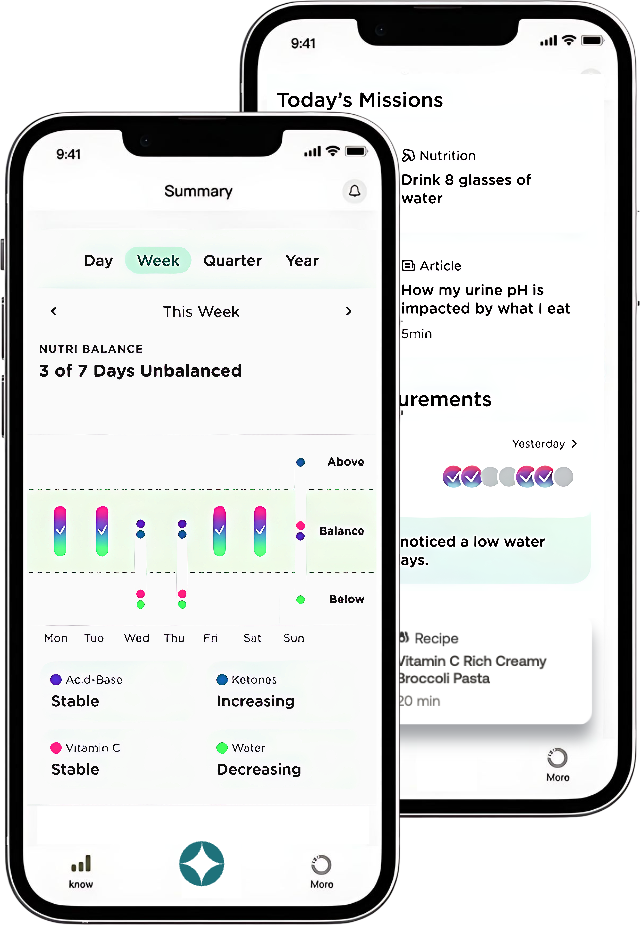 9:41
Today's Missions
Nutrition
Drink 8 glasses of
water
Article
How my urine pH is
impacted by what I eat
5min
urements
Yesterday
noticed a low water
ays.
Recipe
Vitamin C Rich Creamy
Broccoli Pasta
20 min
Moro
9:41
Summary
Day Week Quarter Year
This Week
NUTRI BALANCE
3 of 7 Days Unbalanced
Above
Balance
Below
Mon Tuo Wed Thu Fri Sat Sun
Acid-Base
Stable
Ketones
Increasing
Vitamin C
Stable
Water
Decreasing
know
Moro